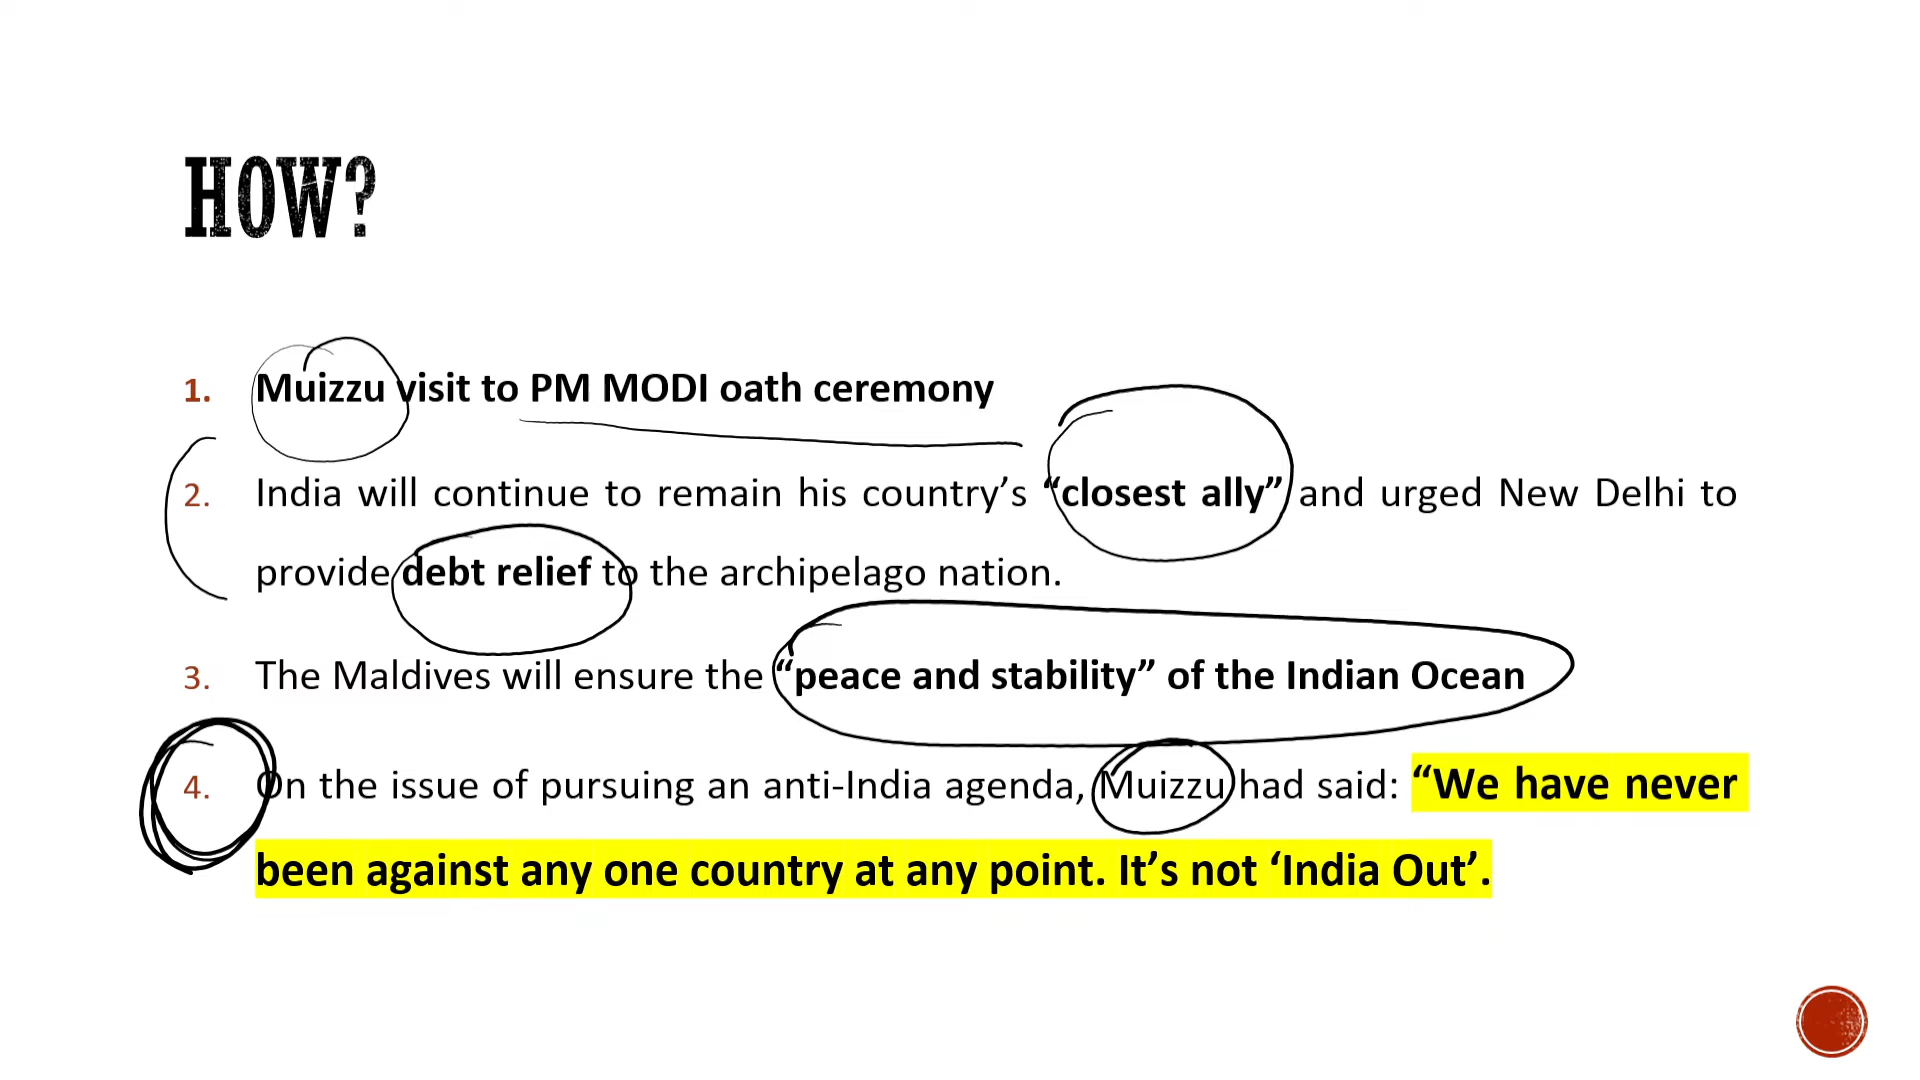 HOW?
1. Muizzu visit to PM MODI oath ceremony
2. India will continue to remain his country’s “closest ally” and urged New Delhi to
provide debt relief to the archipelago nation.
3. The Maldives will ensure the “peace and stability” of the Indian Ocean
4. On the issue of pursuing an anti-India agenda, Muizzu had said: “We have never
been against any one country at any point. It’s not ‘India Out’.